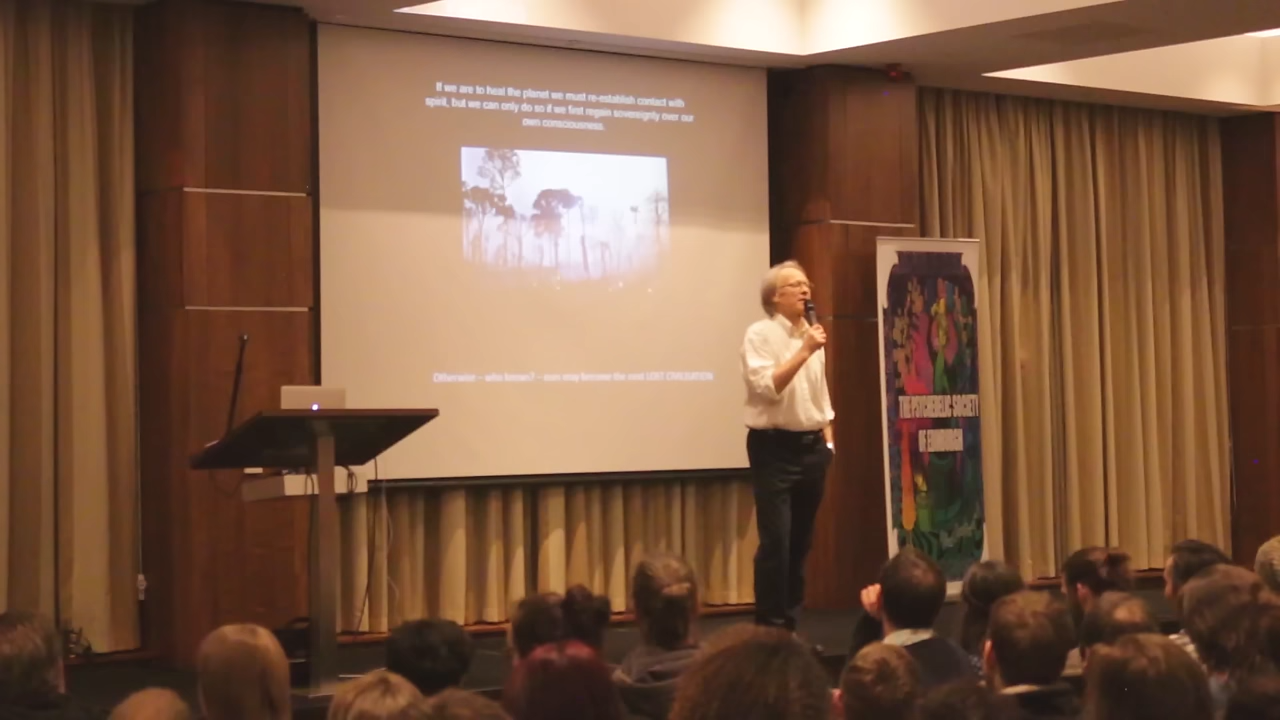 If we are to heal the planet we must re-establish contact with
spirit, but we can only do so if we first regain sovereignty over our
own consciousness.
Otherwise – who knows? – ours may become the next LOST CIVILISATION
THE PSYCHEDELIC SOCIETY
OF EDINBURGH